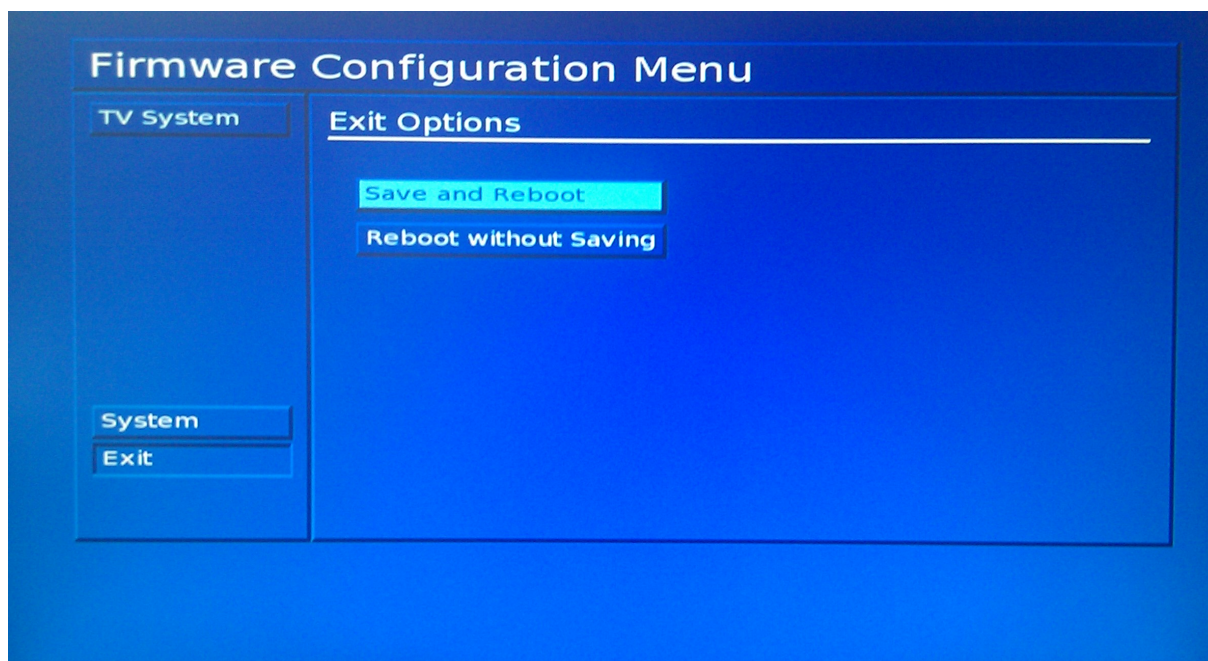 Firmware Configuration Menu
TV System
System
Exit
Exit Options
Save and Reboot
Reboot without Saving